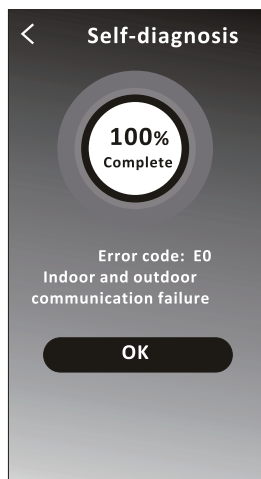 Self-diagnosis
100%
Complete
Error code: E0
Indoor and outdoor
communication failure
OK